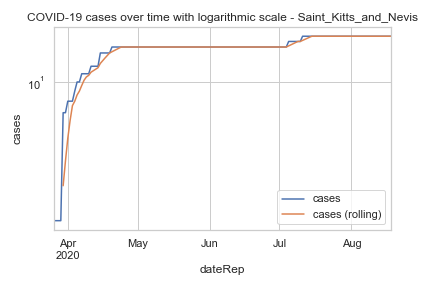 COVID-19 cases over time with logarithmic scale - Saint_Kitts_and_Nevis
10¹
cases
cases
cases (rolling)
Apr May Jun Jul Aug
2020
dateRep